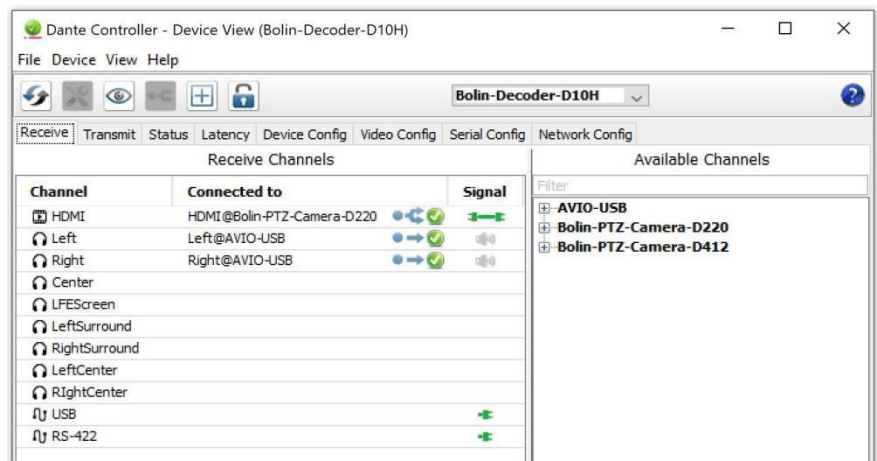 Dante Controller - Device View (Bolin-Decoder-D10H)
File Device View Help
Bolin-Decoder-D10H
?
Receive Transmit Status Latency Device Config Video Config Serial Config Network Config
Receive Channels
Available Channels
Channel Connected to Signal
Filter
HDMI HDMI@Bolin-PTZ-Camera-D220
Left Left@AVIO-USB
Right Right@AVIO-USB
Center
LFEScreen
LeftSurround
RightSurround
LeftCenter
RIghtCenter
USB
RS-422
AVIO-USB
Bolin-PTZ-Camera-D220
Bolin-PTZ-Camera-D412